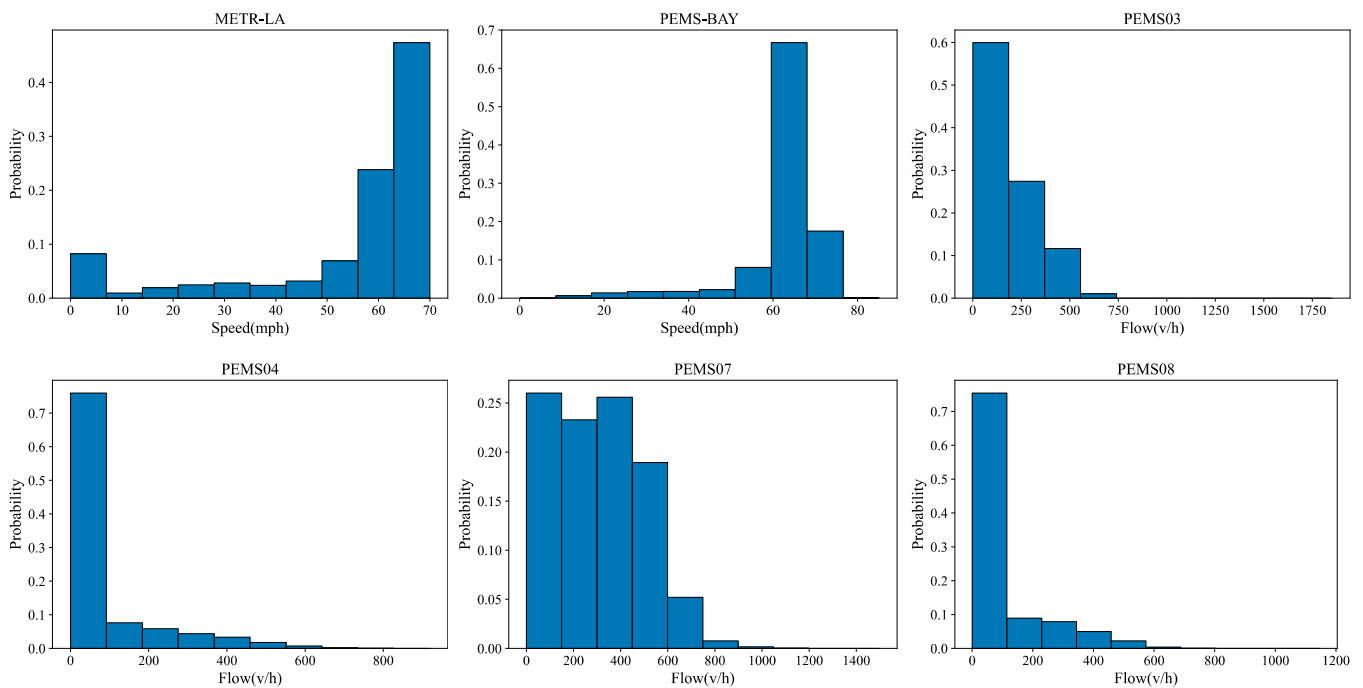 METR-LA
Probability
0.4
0.3
0.2
0.1
0.0
0 10 20 30 40 50 60 70
Speed(mph)
PEMS-BAY
Probability
0.7
0.6
0.5
0.4
0.3
0.2
0.1
0.0
0 20 40 60 80
Speed(mph)
PEMS03
Probability
0.6
0.5
0.4
0.3
0.2
0.1
0.0
0 250 500 750 1000 1250 1500 1750
Flow(v/h)
PEMS04
Probability
0.7
0.6
0.5
0.4
0.3
0.2
0.1
0.0
0 200 400 600 800
Flow(v/h)
PEMS07
Probability
0.25
0.20
0.15
0.10
0.05
0.00
0 200 400 600 800 1000 1200 1400
Flow(v/h)
PEMS08
Probability
0.7
0.6
0.5
0.4
0.3
0.2
0.1
0.0
0 200 400 600 800 1000 1200
Flow(v/h)